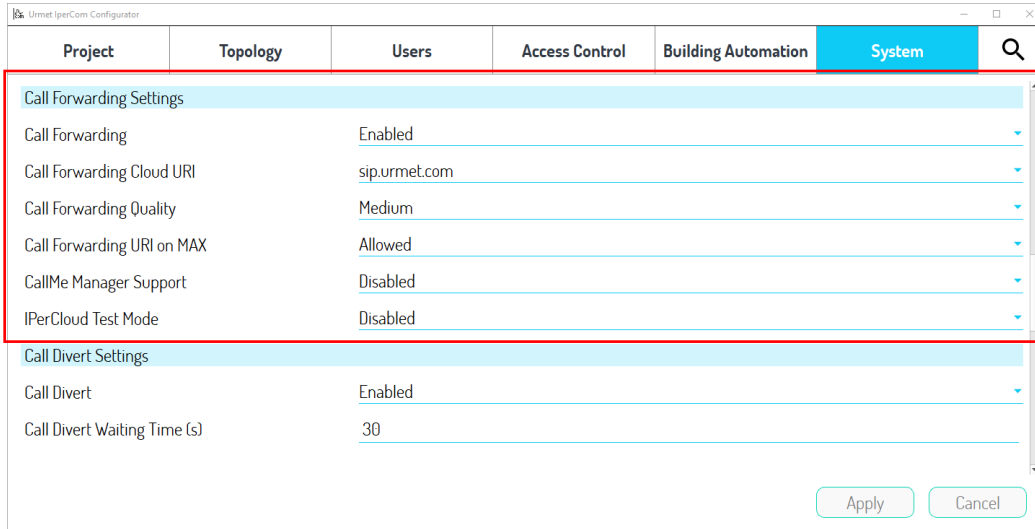 Urmet IperCom Configurator
Project Topology Users Access Control Building Automation System
Call Forwarding Settings
Call Forwarding Enabled
Call Forwarding Cloud URI sip.urmet.com
Call Forwarding Quality Medium
Call Forwarding URI on MAX Allowed
CallMe Manager Support Disabled
IPerCloud Test Mode Disabled
Call Divert Settings
Call Divert Enabled
Call Divert Waiting Time (s) 30
Apply Cancel